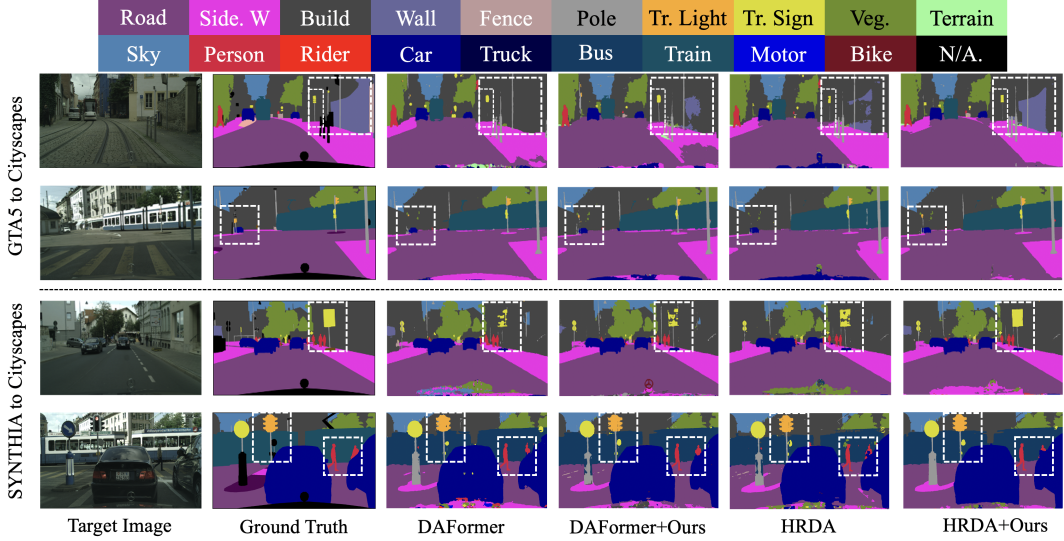 Road Side. W Build Wall Fence Pole Tr. Light Tr. Sign Veg. Terrain
Sky Person Rider Car Truck Bus Train Motor Bike N/A.
GTA5 to Cityscapes
SYNTHIA to Cityscapes
Target Image Ground Truth DAFormer DAFormer+Ours HRDA HRDA+Ours